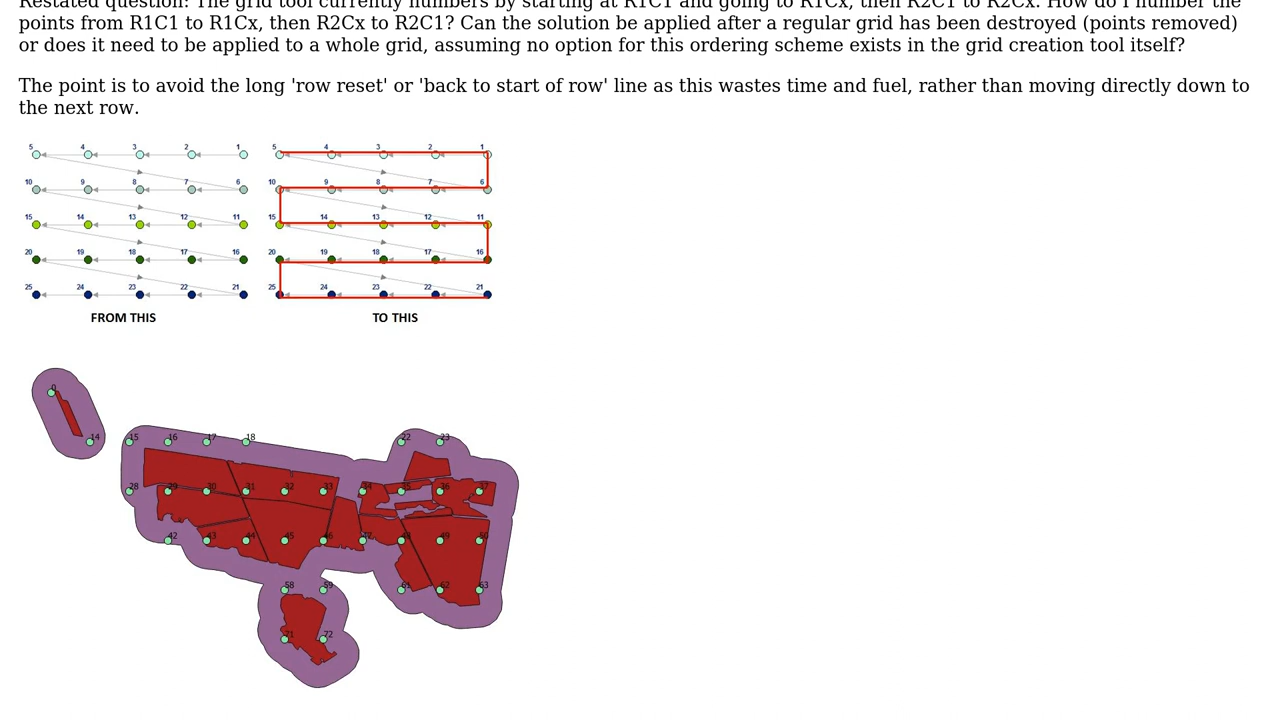 Restated question: The grid tool currently numbers by starting at R1C1 and going to R1Cx, then R2C1 to R2Cx. How do I number the
points from R1C1 to R1Cx, then R2Cx to R2C1? Can the solution be applied after a regular grid has been destroyed (points removed)
or does it need to be applied to a whole grid, assuming no option for this ordering scheme exists in the grid creation tool itself?
The point is to avoid the long 'row reset' or 'back to start of row' line as this wastes time and fuel, rather than moving directly down to
the next row.
5 4 3 2 1 5 4 3 2 1
10 9 8 7 6 10 9 8 7 6
15 14 13 12 11 15 14 13 12 11
20 19 18 17 16 20 19 18 17 16
25 24 23 22 21 25 24 23 22 21
FROM THIS TO THIS
0
14 15 16 17 18 22 23
28 29 30 31 32 33 34 35 36 37
42 43 44 45 46 47 48 49 50
58 59 61 62 63
71 72